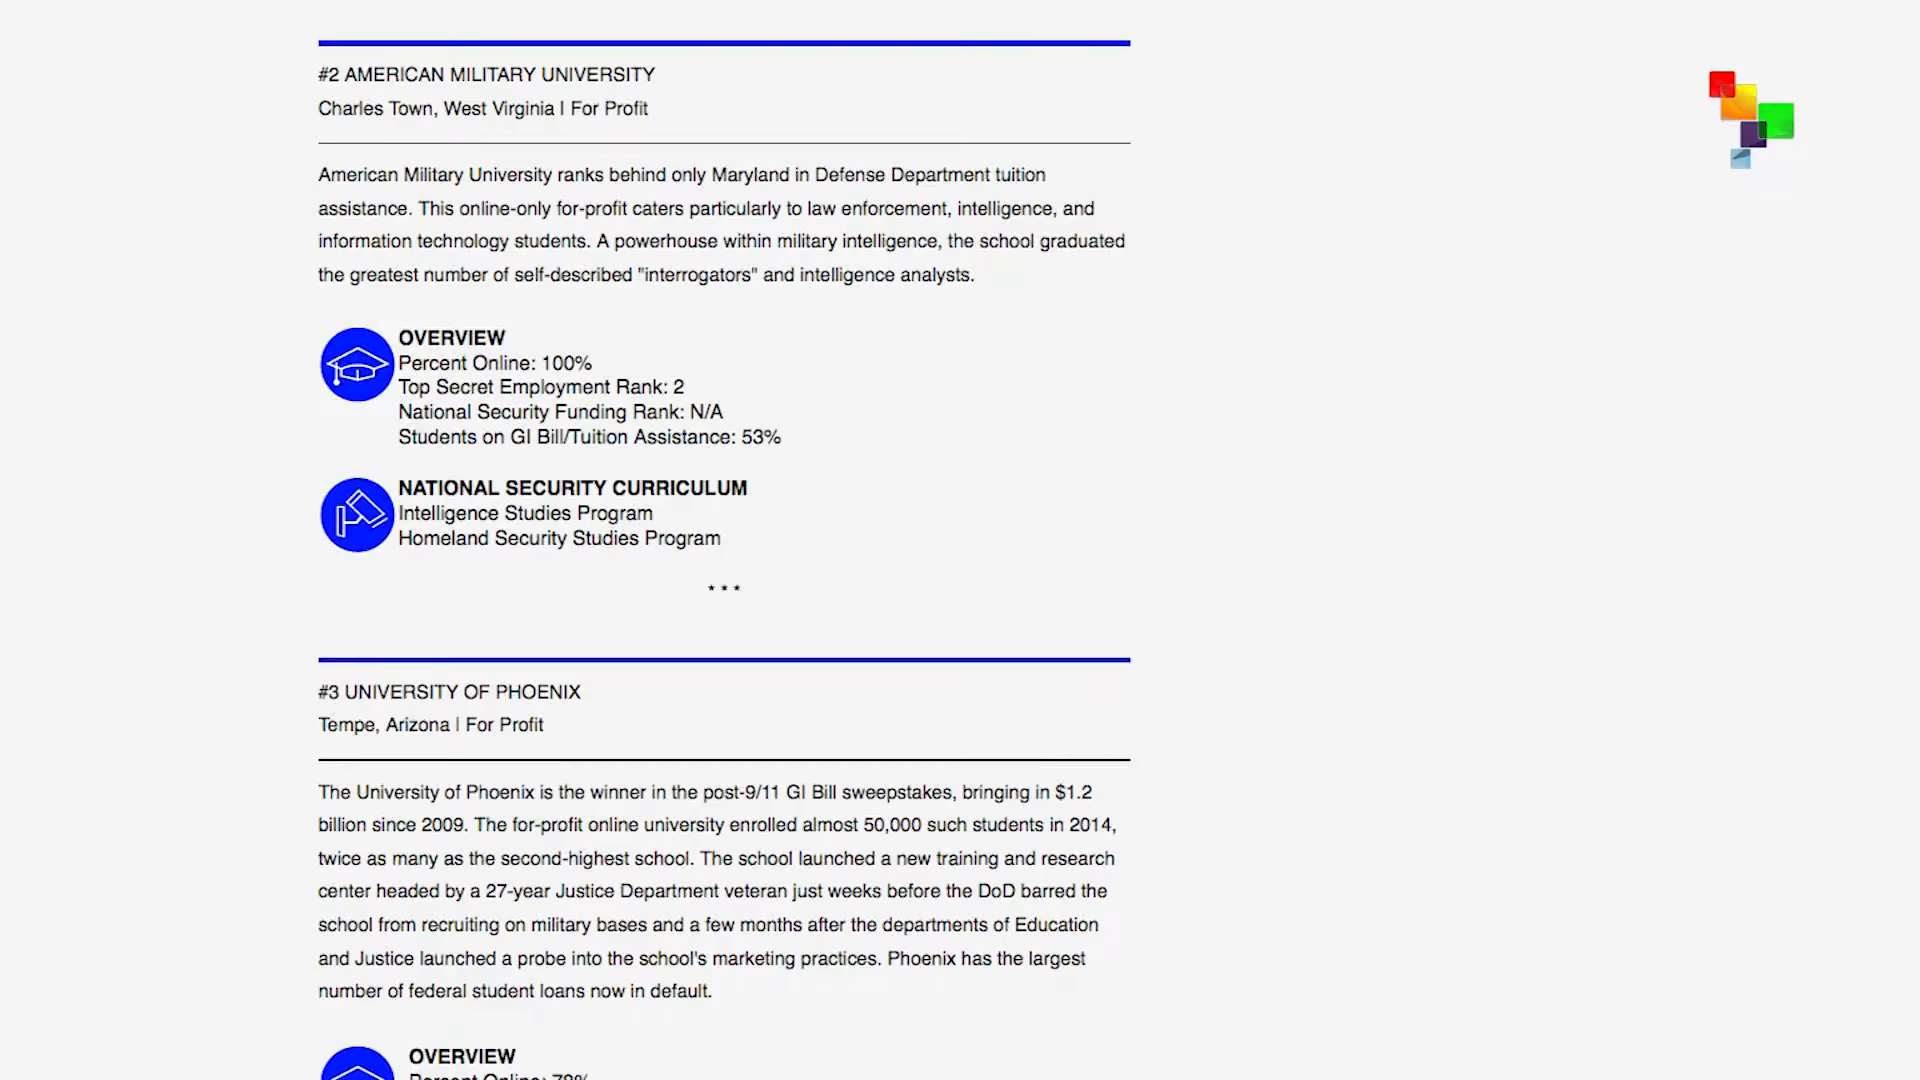 #2 AMERICAN MILITARY UNIVERSITY
Charles Town, West Virginia | For Profit
American Military University ranks behind only Maryland in Defense Department tuition
assistance. This online-only for-profit caters particularly to law enforcement, intelligence, and
information technology students. A powerhouse within military intelligence, the school graduated
the greatest number of self-described "interrogators" and intelligence analysts.
OVERVIEW
Percent Online: 100%
Top Secret Employment Rank: 2
National Security Funding Rank: N/A
Students on GI Bill/Tuition Assistance: 53%
NATIONAL SECURITY CURRICULUM
Intelligence Studies Program
Homeland Security Studies Program
* * *
#3 UNIVERSITY OF PHOENIX
Tempe, Arizona | For Profit
The University of Phoenix is the winner in the post-9/11 GI Bill sweepstakes, bringing in $1.2
billion since 2009. The for-profit online university enrolled almost 50,000 such students in 2014,
twice as many as the second-highest school. The school launched a new training and research
center headed by a 27-year Justice Department veteran just weeks before the DoD barred the
school from recruiting on military bases and a few months after the departments of Education
and Justice launched a probe into the school's marketing practices. Phoenix has the largest
number of federal student loans now in default.
OVERVIEW
Percent Online: